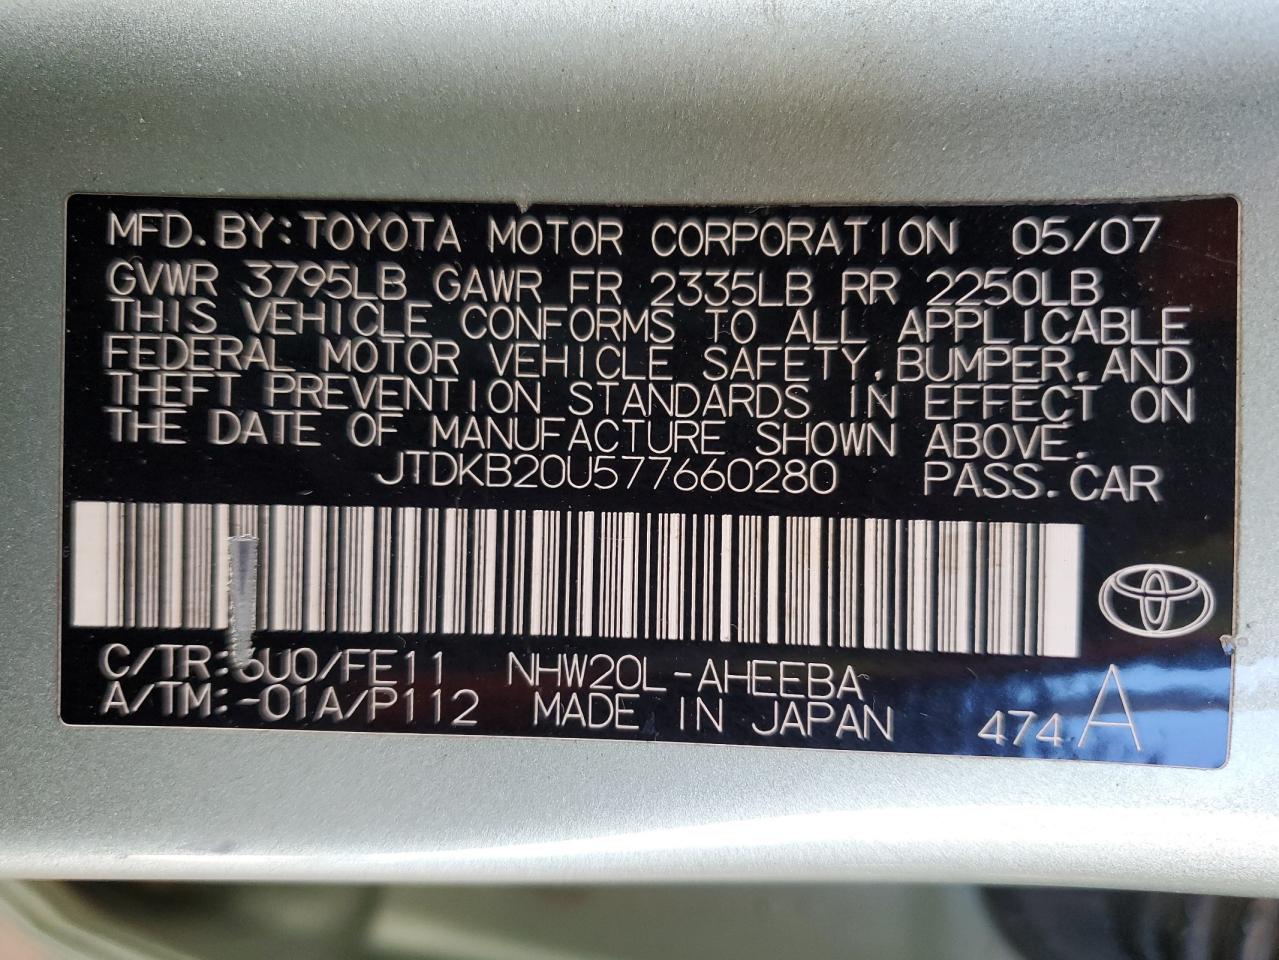 MFD. BY: TOYOTA MOTOR CORPORATION 05/07
GVWR 3795LB GAWR FR 2335LB RR 2250LB
THIS VEHICLE CONFORMS TO ALL APPLICABLE
FEDERAL MOTOR VEHICLE SAFETY, BUMPER, AND
THEFT PREVENTION STANDARDS IN EFFECT ON
THE DATE OF MANUFACTURE SHOWN ABOVE.
JTDKB20U577660280 PASS. CAR
C/TR: 6U0/FE11 NHW20L-AHEEBA
A/TM: -01A/P112 MADE IN JAPAN 474 A